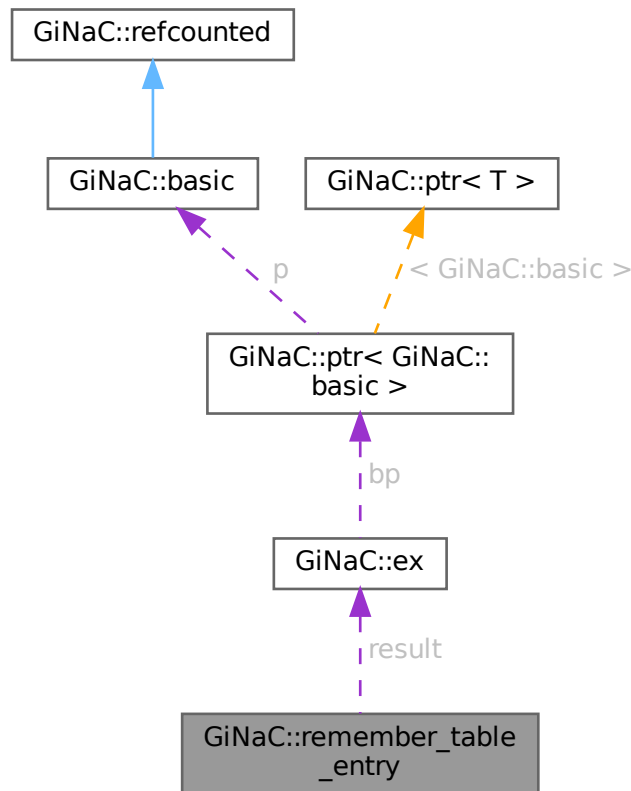 GiNaC::refcounted
GiNaC::basic
GiNaC::ptr< T >
p
< GiNaC::basic >
GiNaC::ptr< GiNaC::
basic >
bp
GiNaC::ex
result
GiNaC::remember_table
_entry